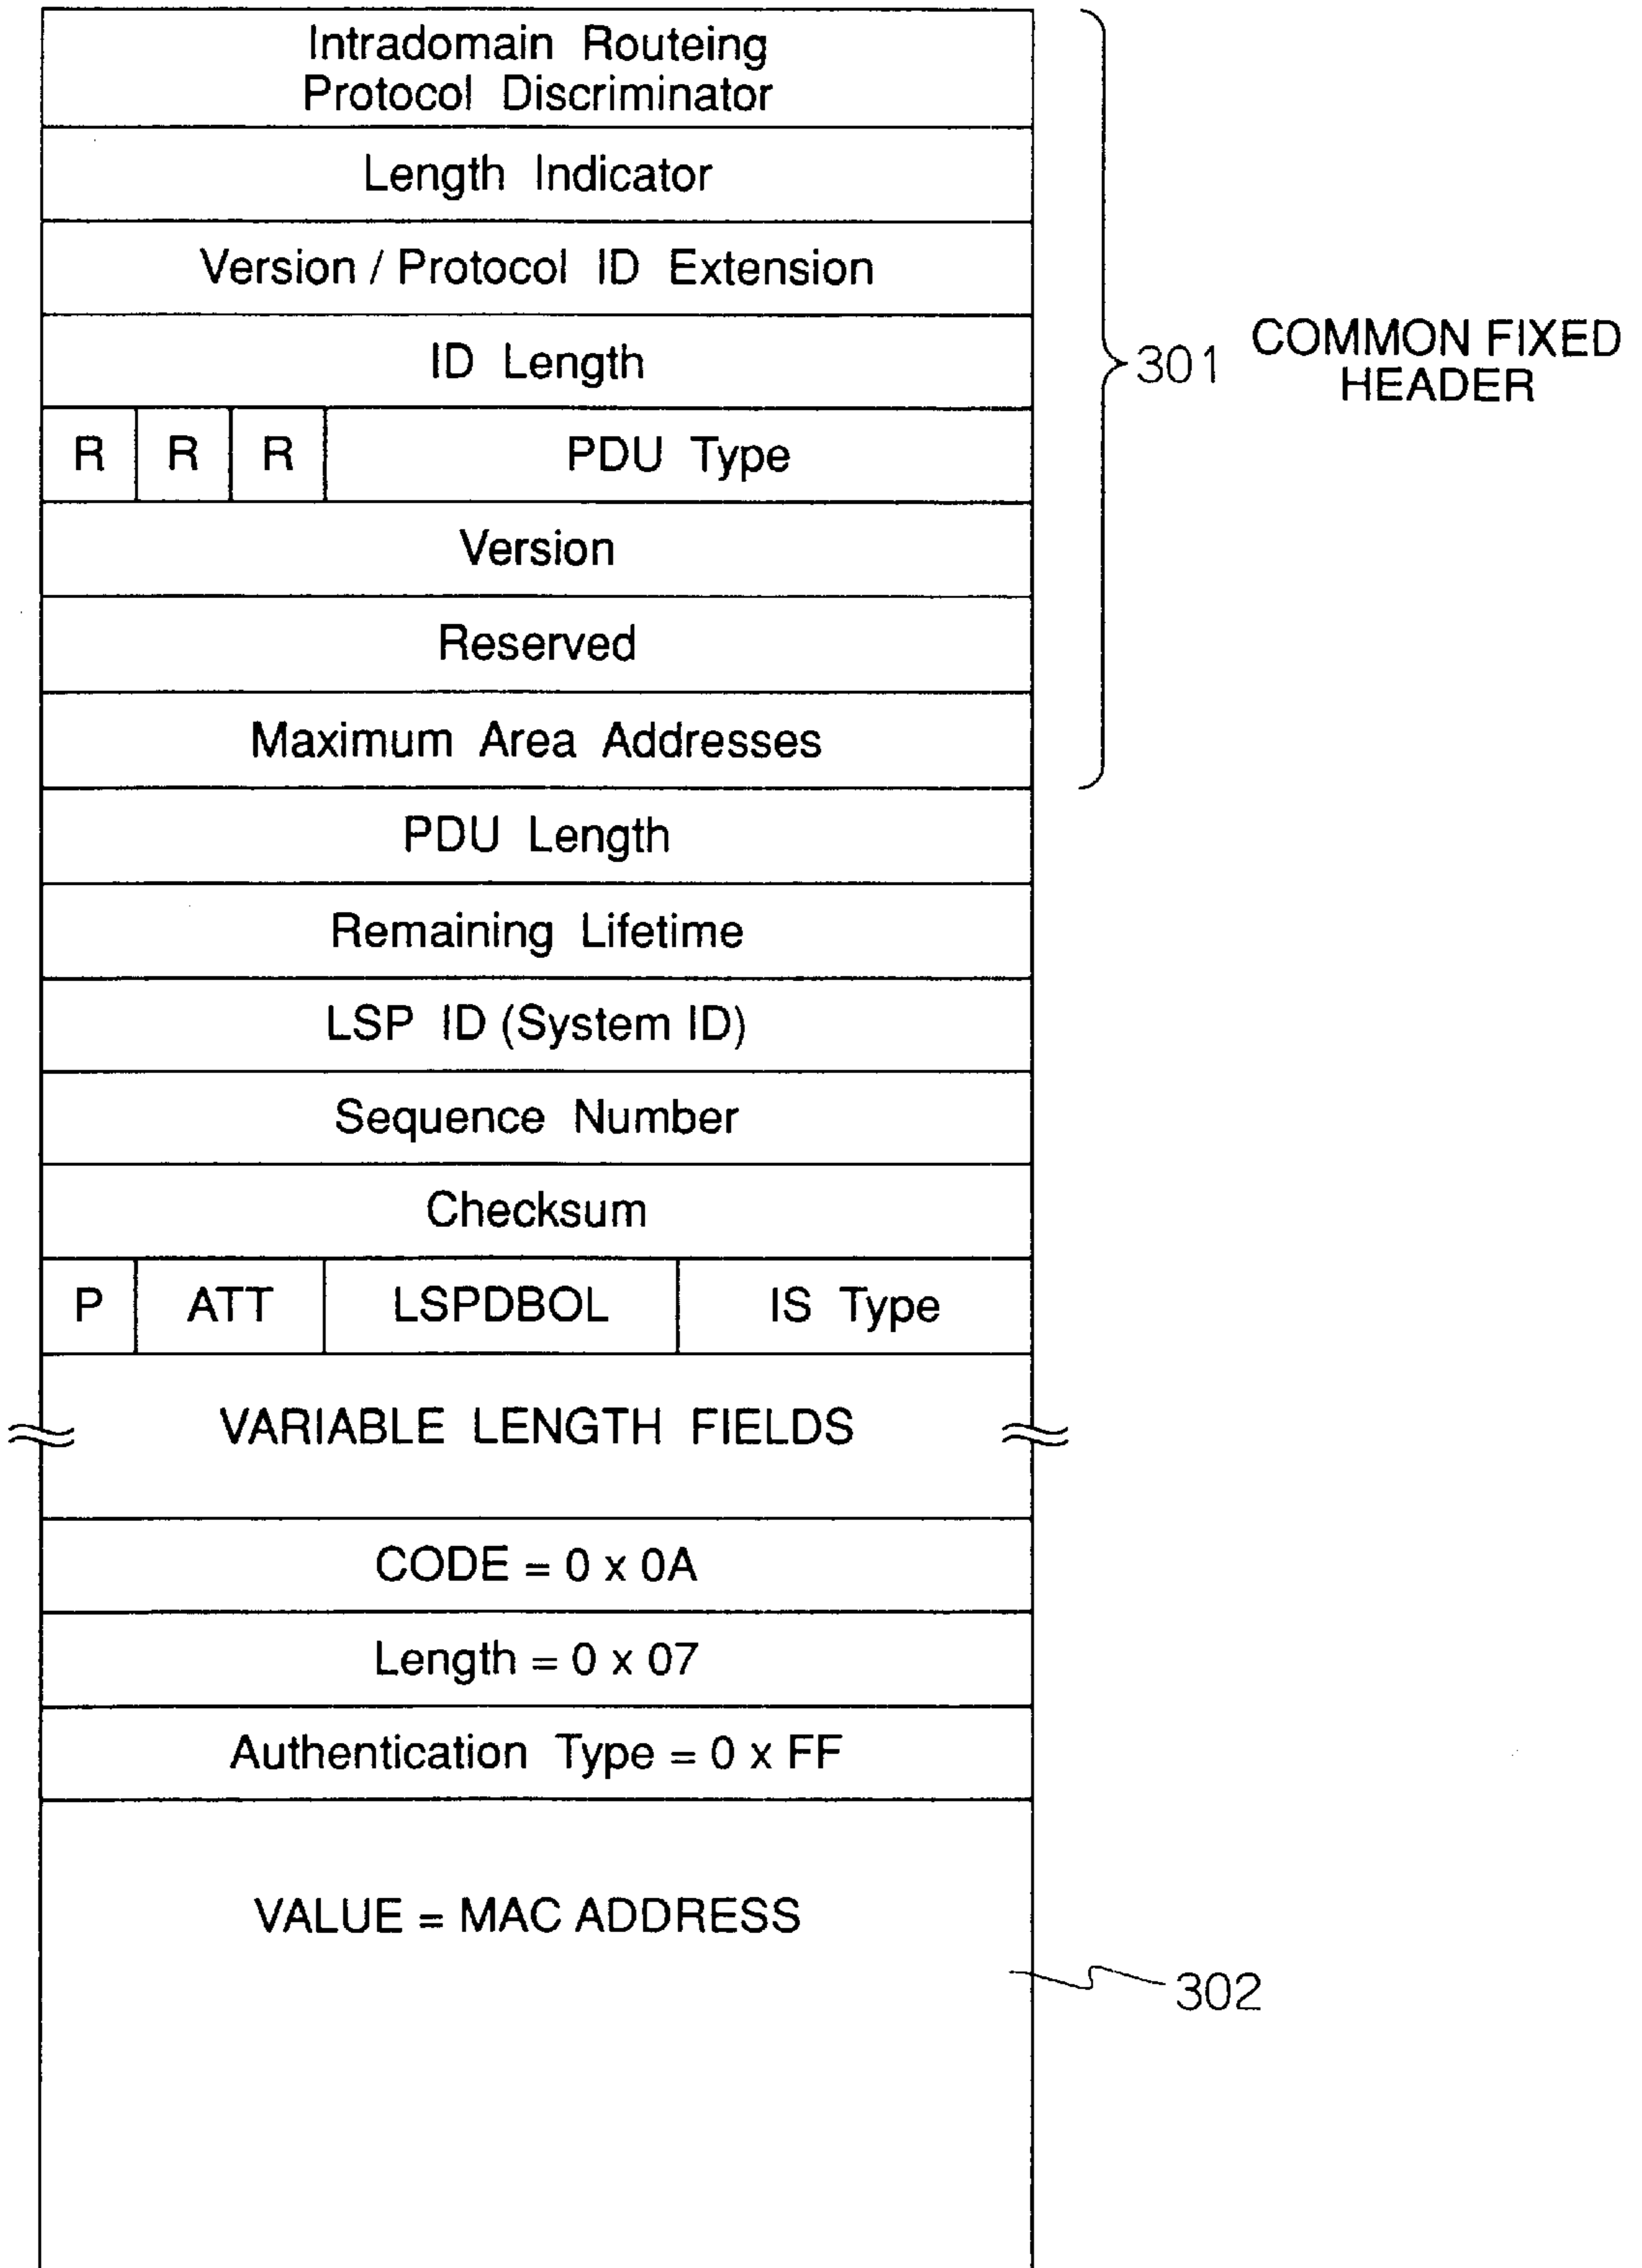 Intradomain Routeing
Protocol Discriminator
Length Indicator
Version / Protocol ID Extension
ID Length
301 COMMON FIXED
HEADER
R R R PDU Type
Version
Reserved
Maximum Area Addresses
PDU Length
Remaining Lifetime
LSP ID (System ID)
Sequence Number
Checksum
P ATT LSPDBOL IS Type
VARIABLE LENGTH FIELDS
CODE = 0 x 0A
Length = 0 x 07
Authentication Type = 0 x FF
VALUE = MAC ADDRESS
302